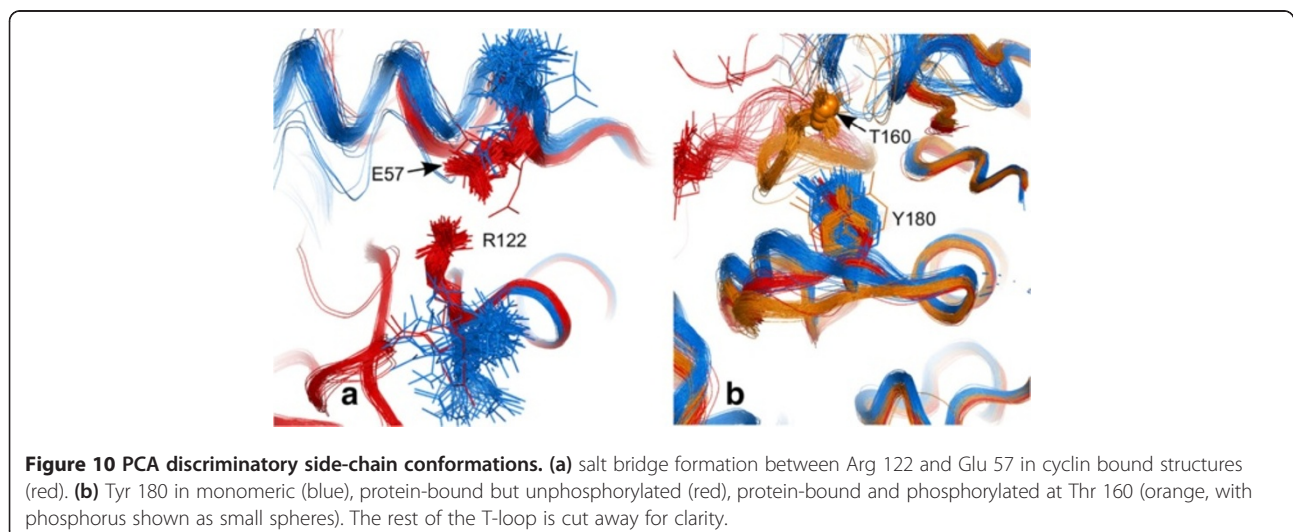 E57
R122
a
T160
Y180
b
Figure 10 PCA discriminatory side-chain conformations. (a) salt bridge formation between Arg 122 and Glu 57 in cyclin bound structures
(red). (b) Tyr 180 in monomeric (blue), protein-bound but unphosphorylated (red), protein-bound and phosphorylated at Thr 160 (orange, with
phosphorus shown as small spheres). The rest of the T-loop is cut away for clarity.